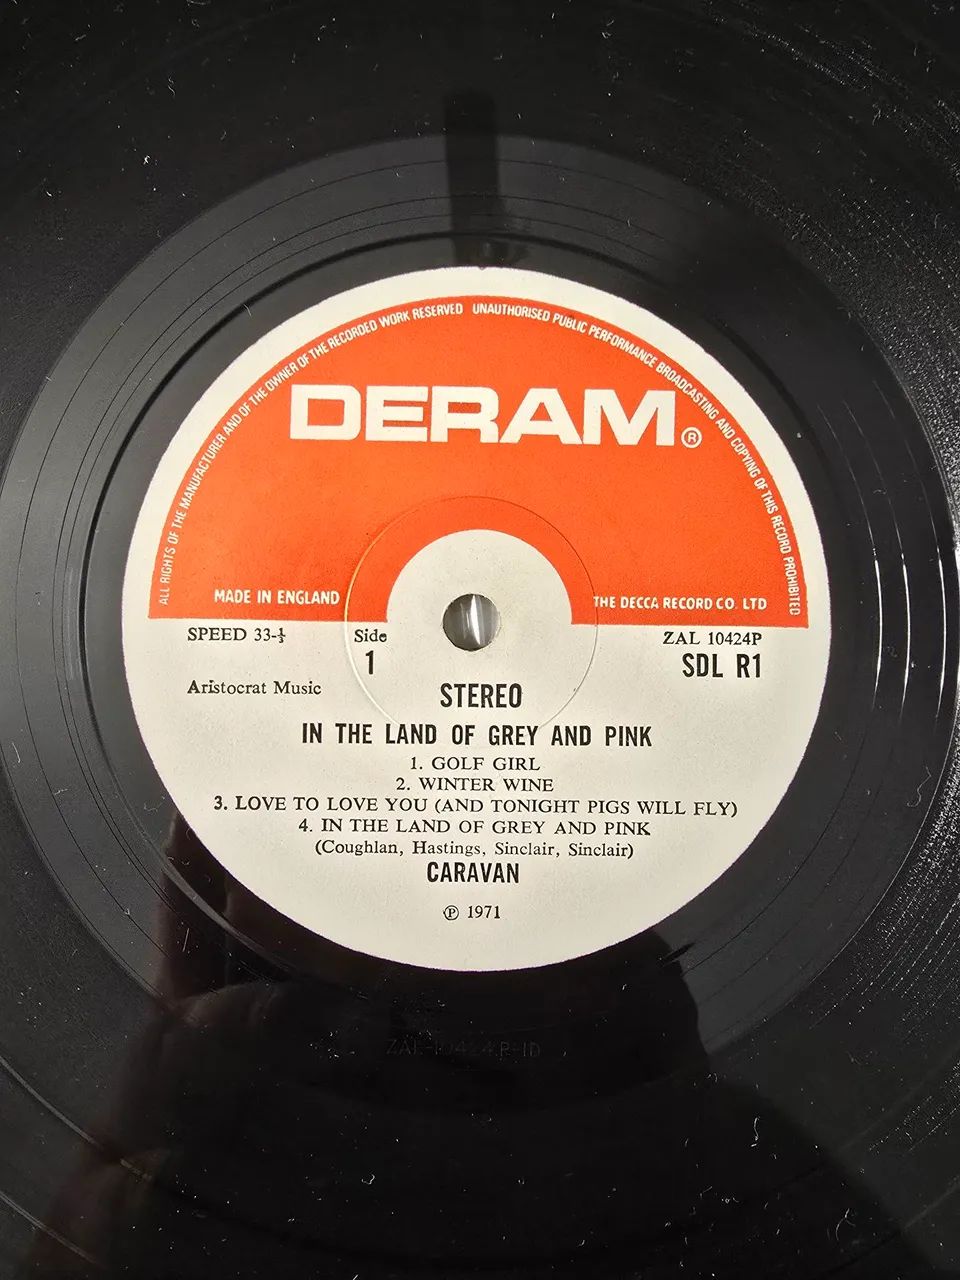 ALL RIGHTS OF THE MANUFACTURER AND OF THE OWNER OF THE RECORDED WORK RESERVED UNAUTHORISED PUBLIC PERFORMANCE BROADCASTING AND COPYING OF THIS RECORD PROHIBITED
DERAM®
MADE IN ENGLAND
THE DECCA RECORD CO. LTD
SPEED 33-⅓
Side
1
ZAL 10424P
SDL R1
Aristocrat Music
STEREO
IN THE LAND OF GREY AND PINK
1. GOLF GIRL
2. WINTER WINE
3. LOVE TO LOVE YOU (AND TONIGHT PIGS WILL FLY)
4. IN THE LAND OF GREY AND PINK
(Coughlan, Hastings, Sinclair, Sinclair)
CARAVAN
℗ 1971
ZAL-10424P-1D